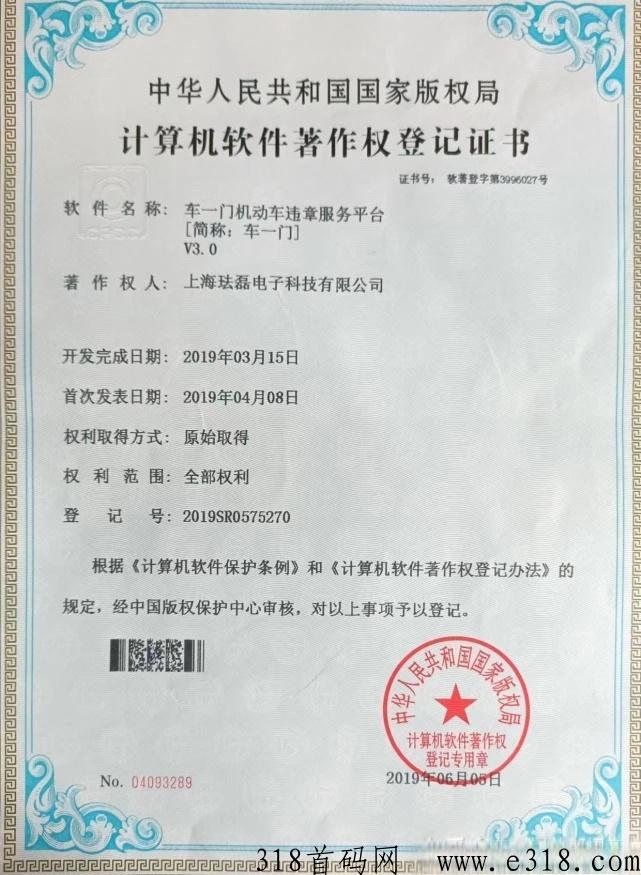 中华人民共和国国家版权局
计算机软件著作权登记证书
证书号： 软著登字第3996027号
软件名称： 车一门机动车违章服务平台
[简称：车一门]
V3.0
著作权人： 上海珐磊电子科技有限公司
开发完成日期： 2019年03月15日
首次发表日期： 2019年04月08日
权利取得方式： 原始取得
权利范围： 全部权利
登记号： 2019SR0575270
根据《计算机软件保护条例》和《计算机软件著作权登记办法》的
规定，经中国版权保护中心审核，对以上事项予以登记。
中华人民共和国国家版权局
计算机软件著作权
登记专用章
No. 04093289
2019年06月05日
318首码网 www.e318.com